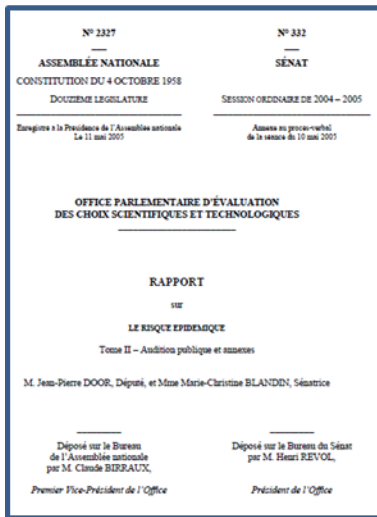 N° 2327
ASSEMBLÉE NATIONALE
CONSTITUTION DU 4 OCTOBRE 1958
DOUZIÈME LEGISLATURE
Enregistré à la Présidence de l'Assemblée nationale
Le 11 mai 2005
N° 332
SÉNAT
SESSION ORDINAIRE DE 2004 – 2005
Annexe au procès-verbal
de la séance du 10 mai 2005
OFFICE PARLEMENTAIRE D'ÉVALUATION
DES CHOIX SCIENTIFIQUES ET TECHNOLOGIQUES
RAPPORT
sur
LE RISQUE EPIDEMIQUE
Tome II – Audition publique et annexes
M. Jean-Pierre DOOR, Député, et Mme Marie-Christine BLANDIN, Sénatrice
Déposé sur le Bureau
de l'Assemblée nationale
par M. Claude BIRRAUX,
Premier Vice-Président de l'Office
Déposé sur le Bureau du Sénat
par M. Henri REVOL,
Président de l'Office